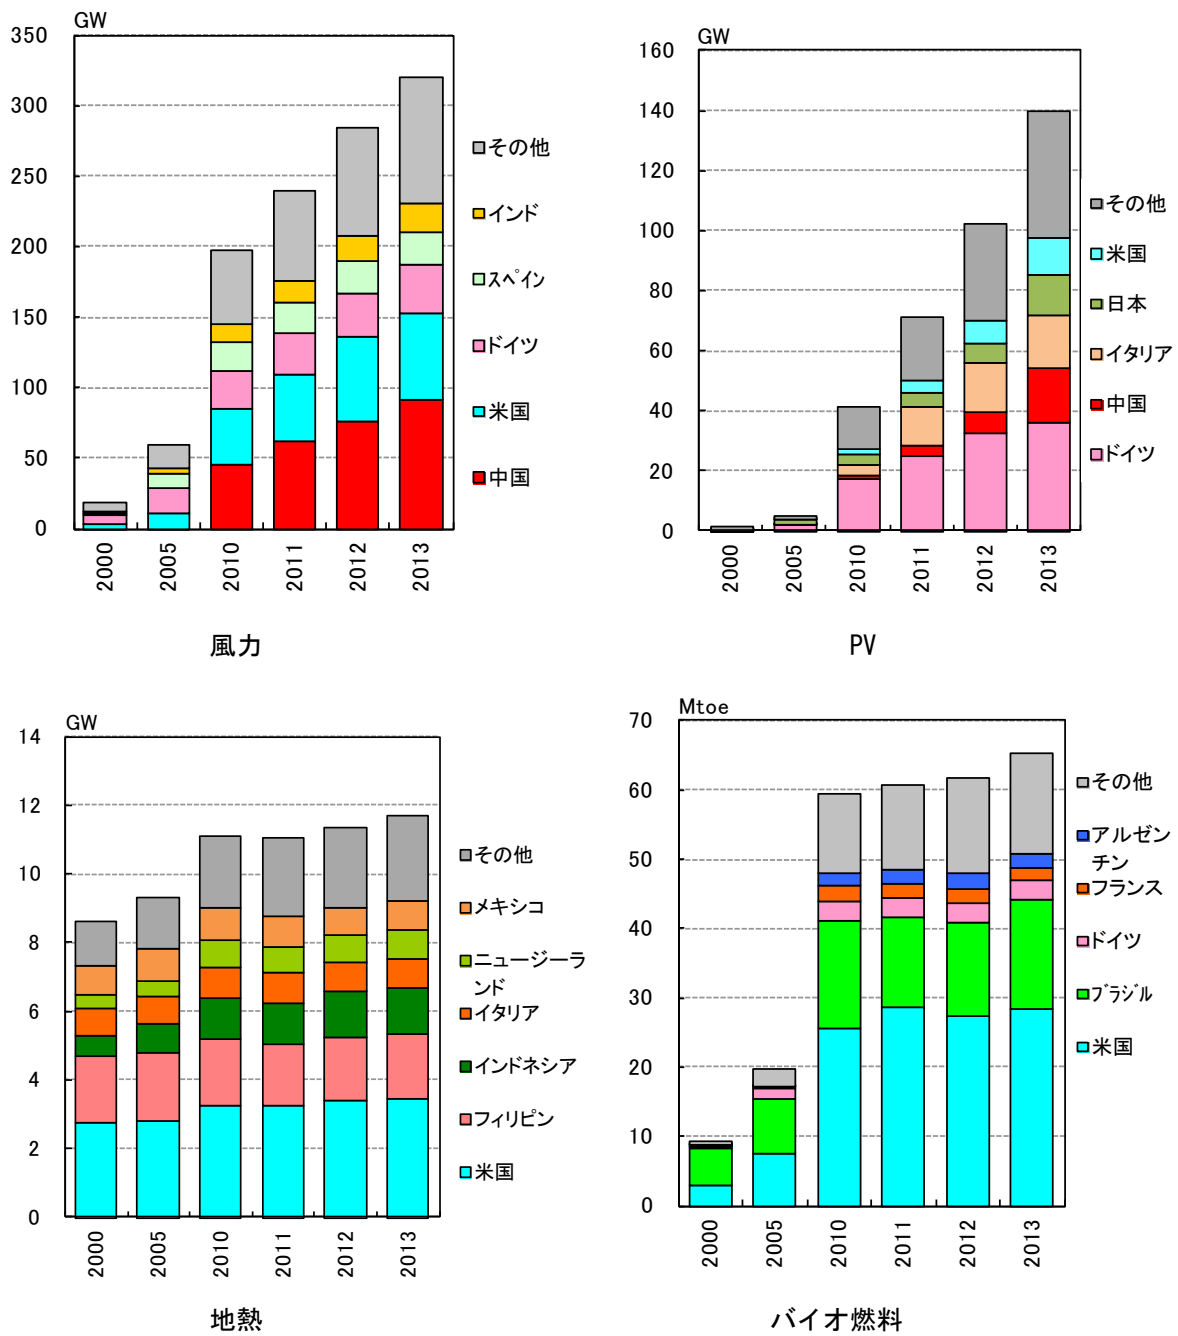 GW
350
300
250
200
150
100
50
0
2000
2005
2010
2011
2012
2013
その他
インド
スペイン
ドイツ
米国
中国
風力
GW
160
140
120
100
80
60
40
20
0
2000
2005
2010
2011
2012
2013
その他
米国
日本
イタリア
中国
ドイツ
PV
GW
14
12
10
8
6
4
2
0
2000
2005
2010
2011
2012
2013
その他
メキシコ
ニュージーラ
ンド
イタリア
インドネシア
フィリピン
米国
地熱
Mtoe
70
60
50
40
30
20
10
0
2000
2005
2010
2011
2012
2013
その他
アルゼン
チン
フランス
ドイツ
ブラジル
米国
バイオ燃料